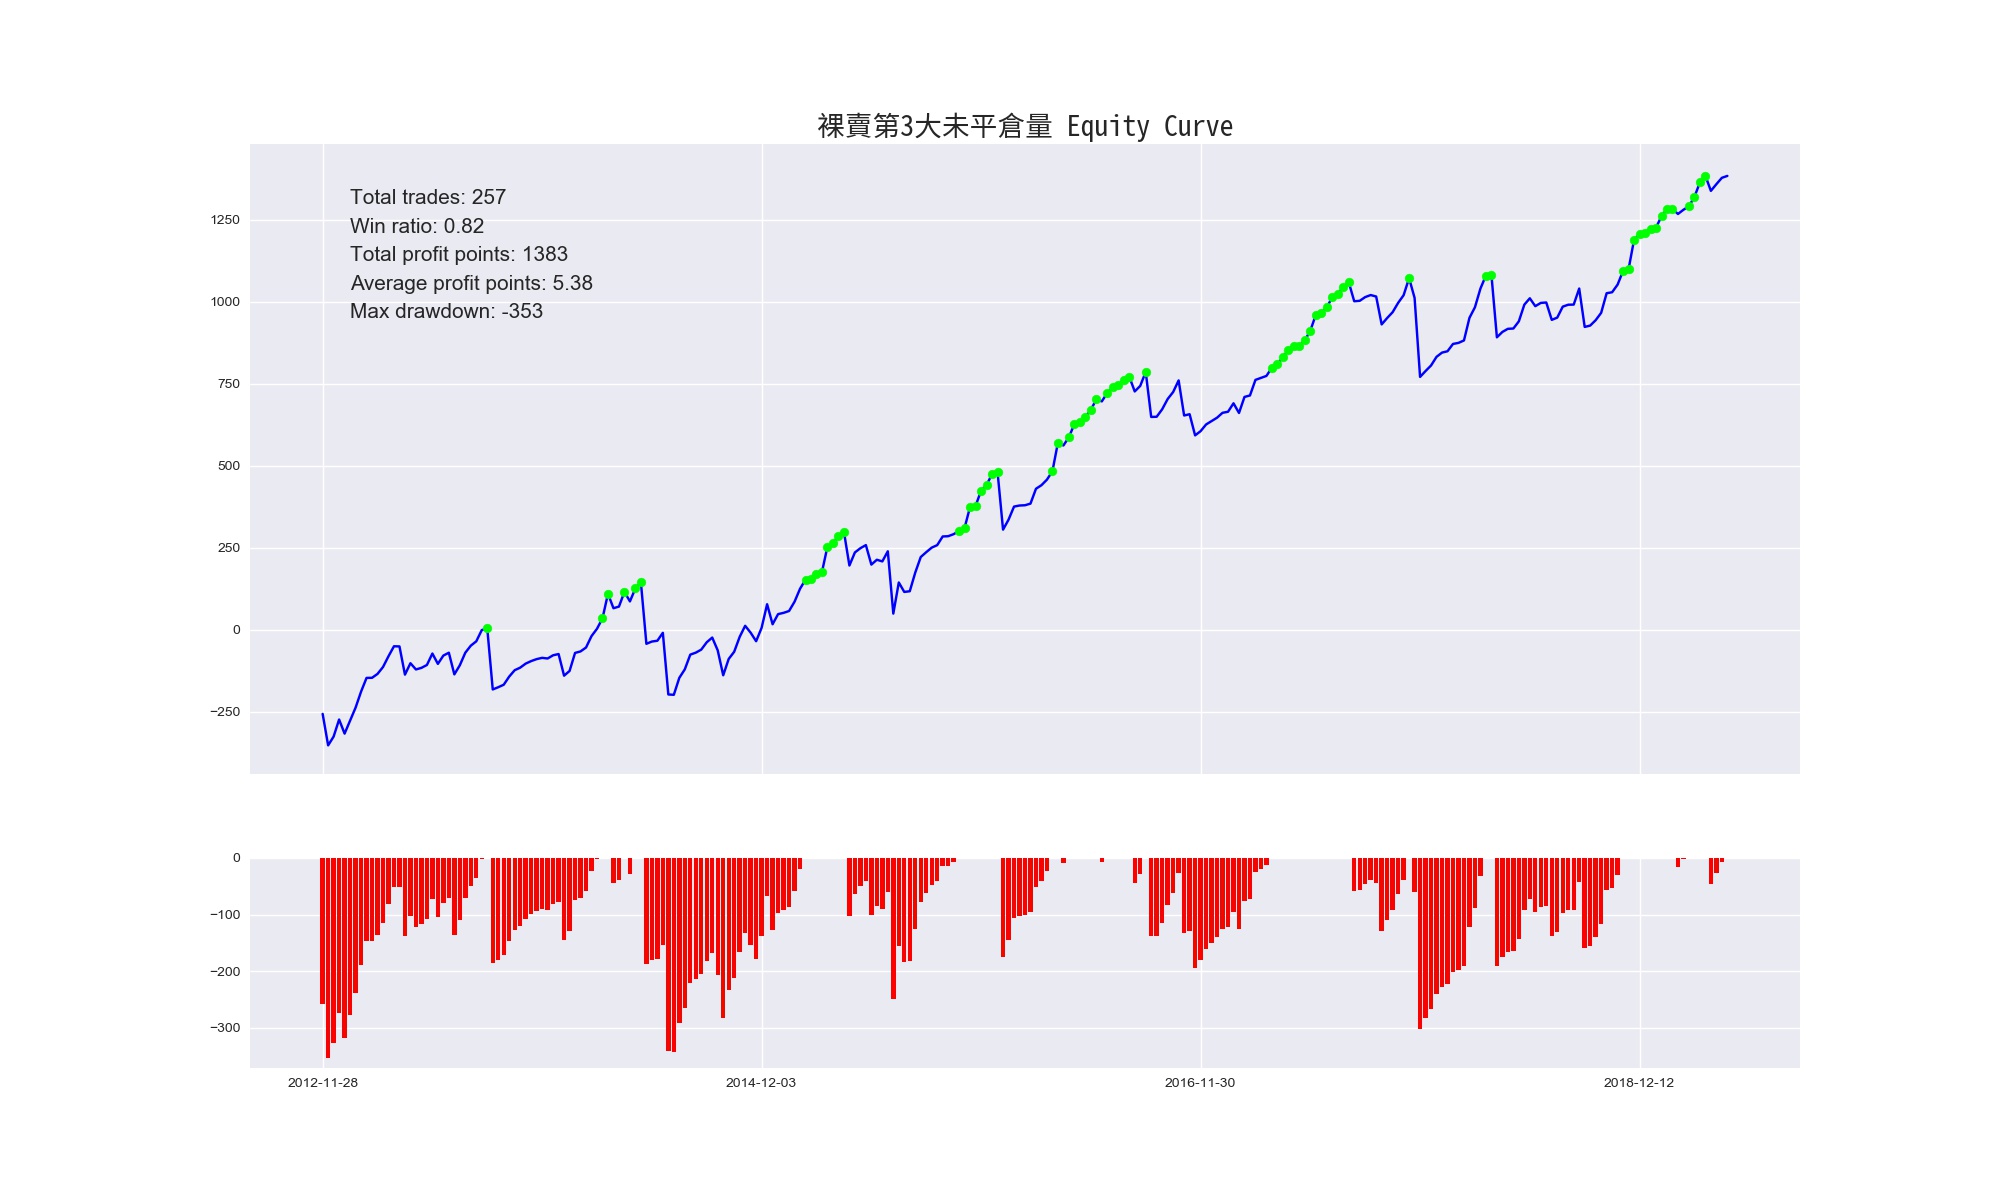 裸賣第3大未平倉量 Equity Curve
Total trades: 257
Win ratio: 0.82
Total profit points: 1383
Average profit points: 5.38
Max drawdown: -353
1250
1000
750
500
250
0
−250
0
−100
−200
−300
2012-11-28 2014-12-03 2016-11-30 2018-12-12